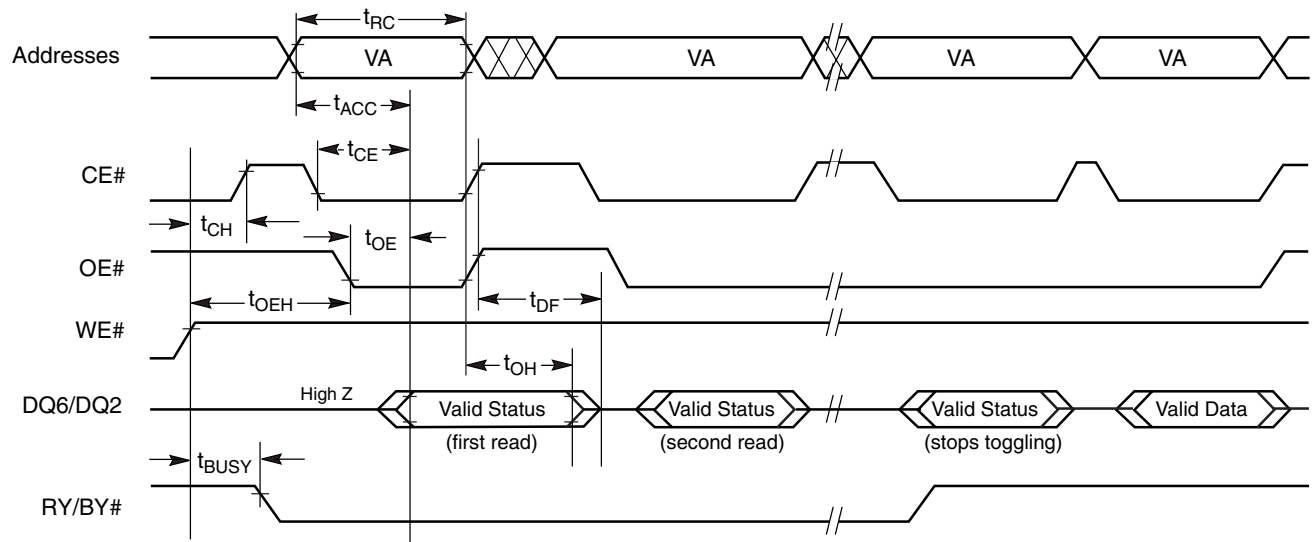 tRC
Addresses VA VA VA VA
tACC
tCE
CE#
tCH
tOE
OE#
tOEH tDF
WE#
tOH
DQ6/DQ2 High Z Valid Status Valid Status Valid Status Valid Data
(first read) (second read) (stops toggling)
tBUSY
RY/BY#